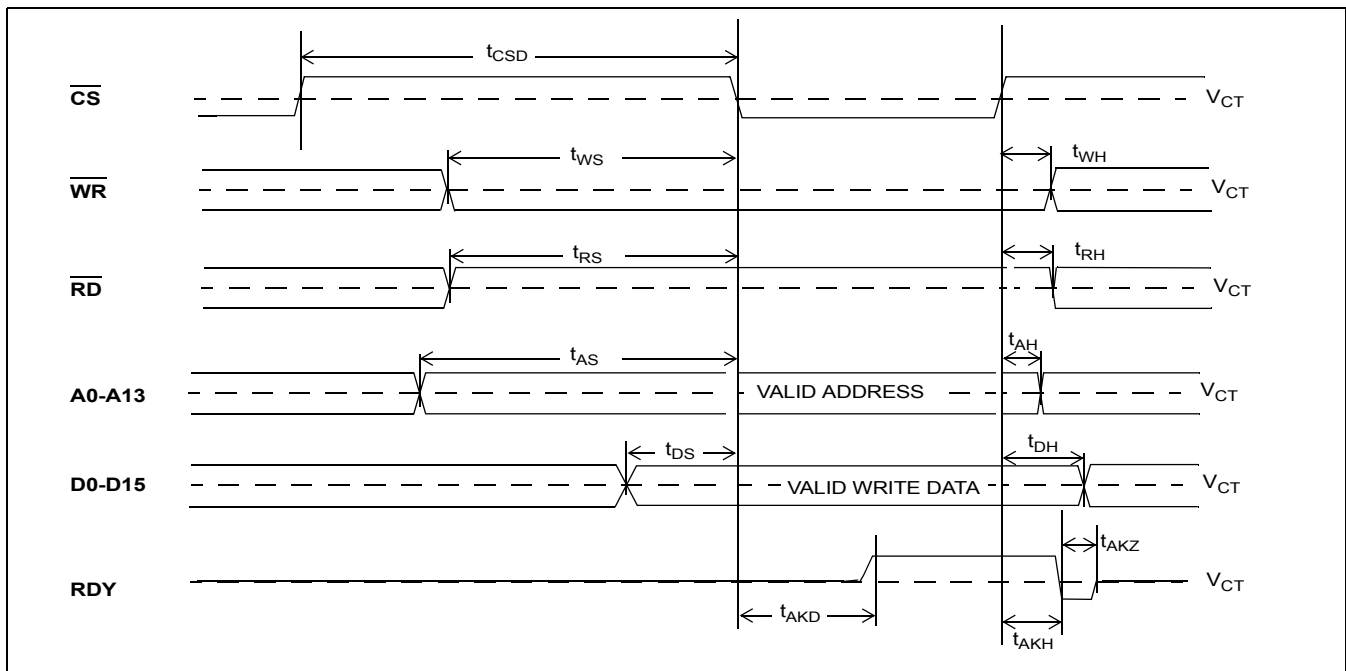 tCSD
CS VCT
tWS tWH
WR VCT
tRS tRH
RD VCT
tAS tAH
A0-A13 VALID ADDRESS VCT
tDS tDH
D0-D15 VALID WRITE DATA VCT
tAKZ
RDY VCT
tAKD tAKH